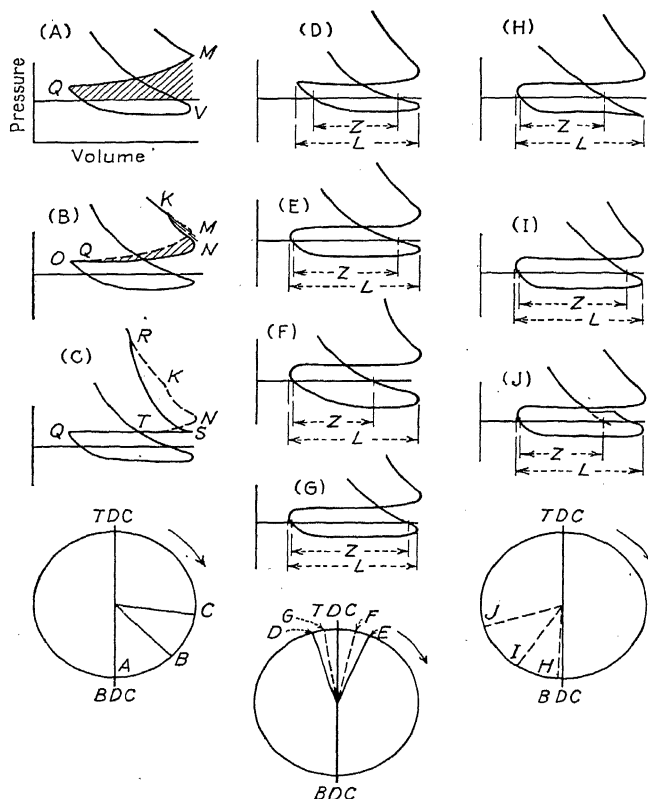 (A)
Pressure
Q
M
V
Volume
(B)
K
M
O
Q
N
(C)
R
K
T
N
Q
S
TDC
C
B
A
BDC
(D)
Z
L
(E)
Z
L
(F)
Z
L
(G)
Z
L
TDC
G
F
D
E
BDC
(H)
Z
L
(I)
Z
L
(J)
Z
L
TDC
J
I
H
BDC